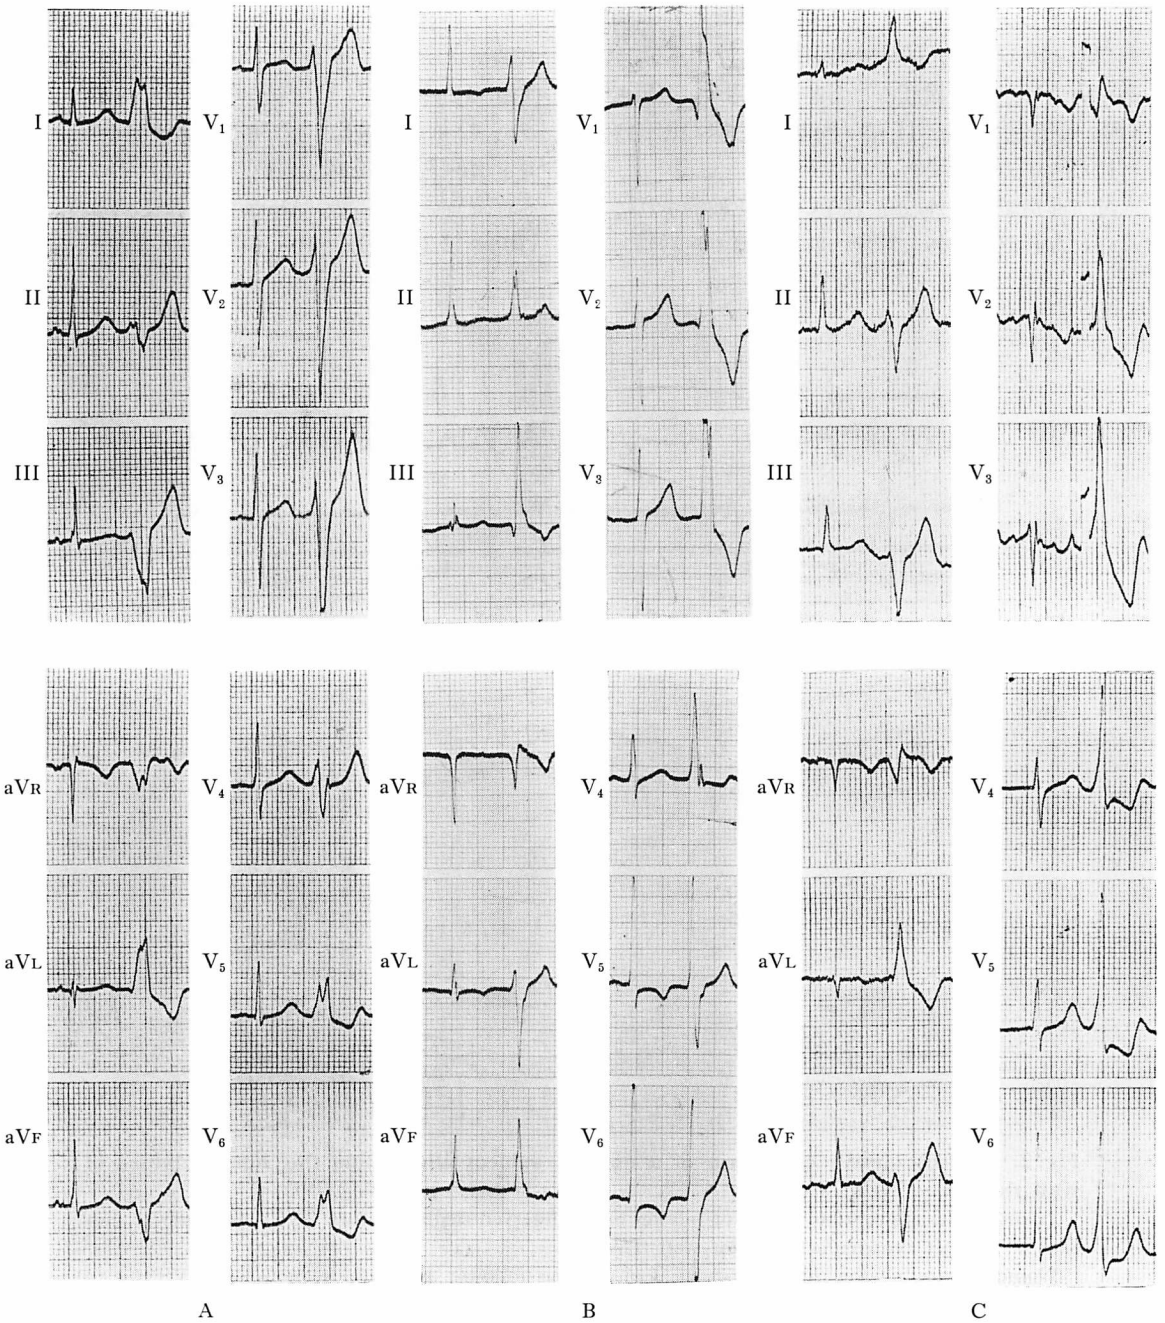 I V₁ I V₁ I V₁
II V₂ II V₂ II V₂
III V₃ III V₃ III V₃
aVR V₄ aVR V₄ aVR V₄
aVL V₅ aVL V₅ aVL V₅
aVF V₆ aVF V₆ aVF V₆
A B C